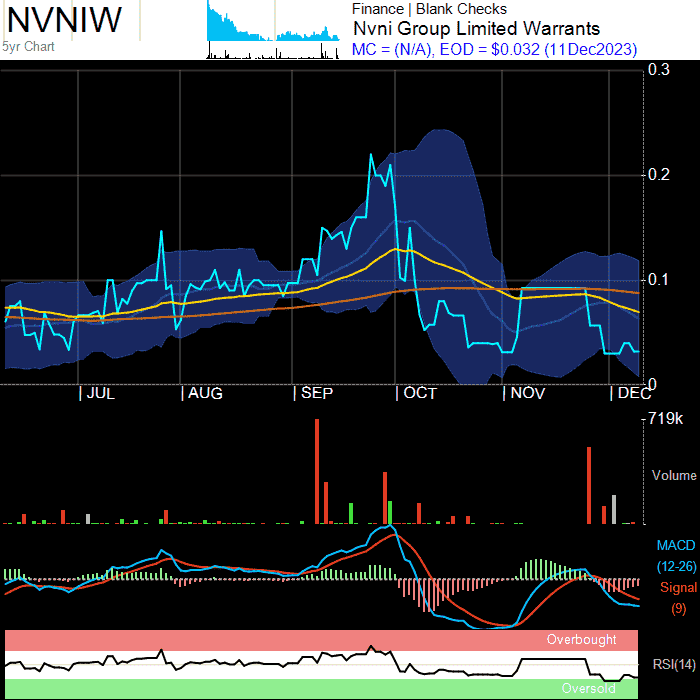 NVNIW
5yr Chart
Finance | Blank Checks
Nvni Group Limited Warrants
MC = (N/A), EOD = $0.032 (11Dec2023)
0.3
0.2
0.1
0
JUL
AUG
SEP
OCT
NOV
DEC
719k
Volume
MACD
(12-26)
Signal
(9)
Overbought
RSI(14)
Oversold